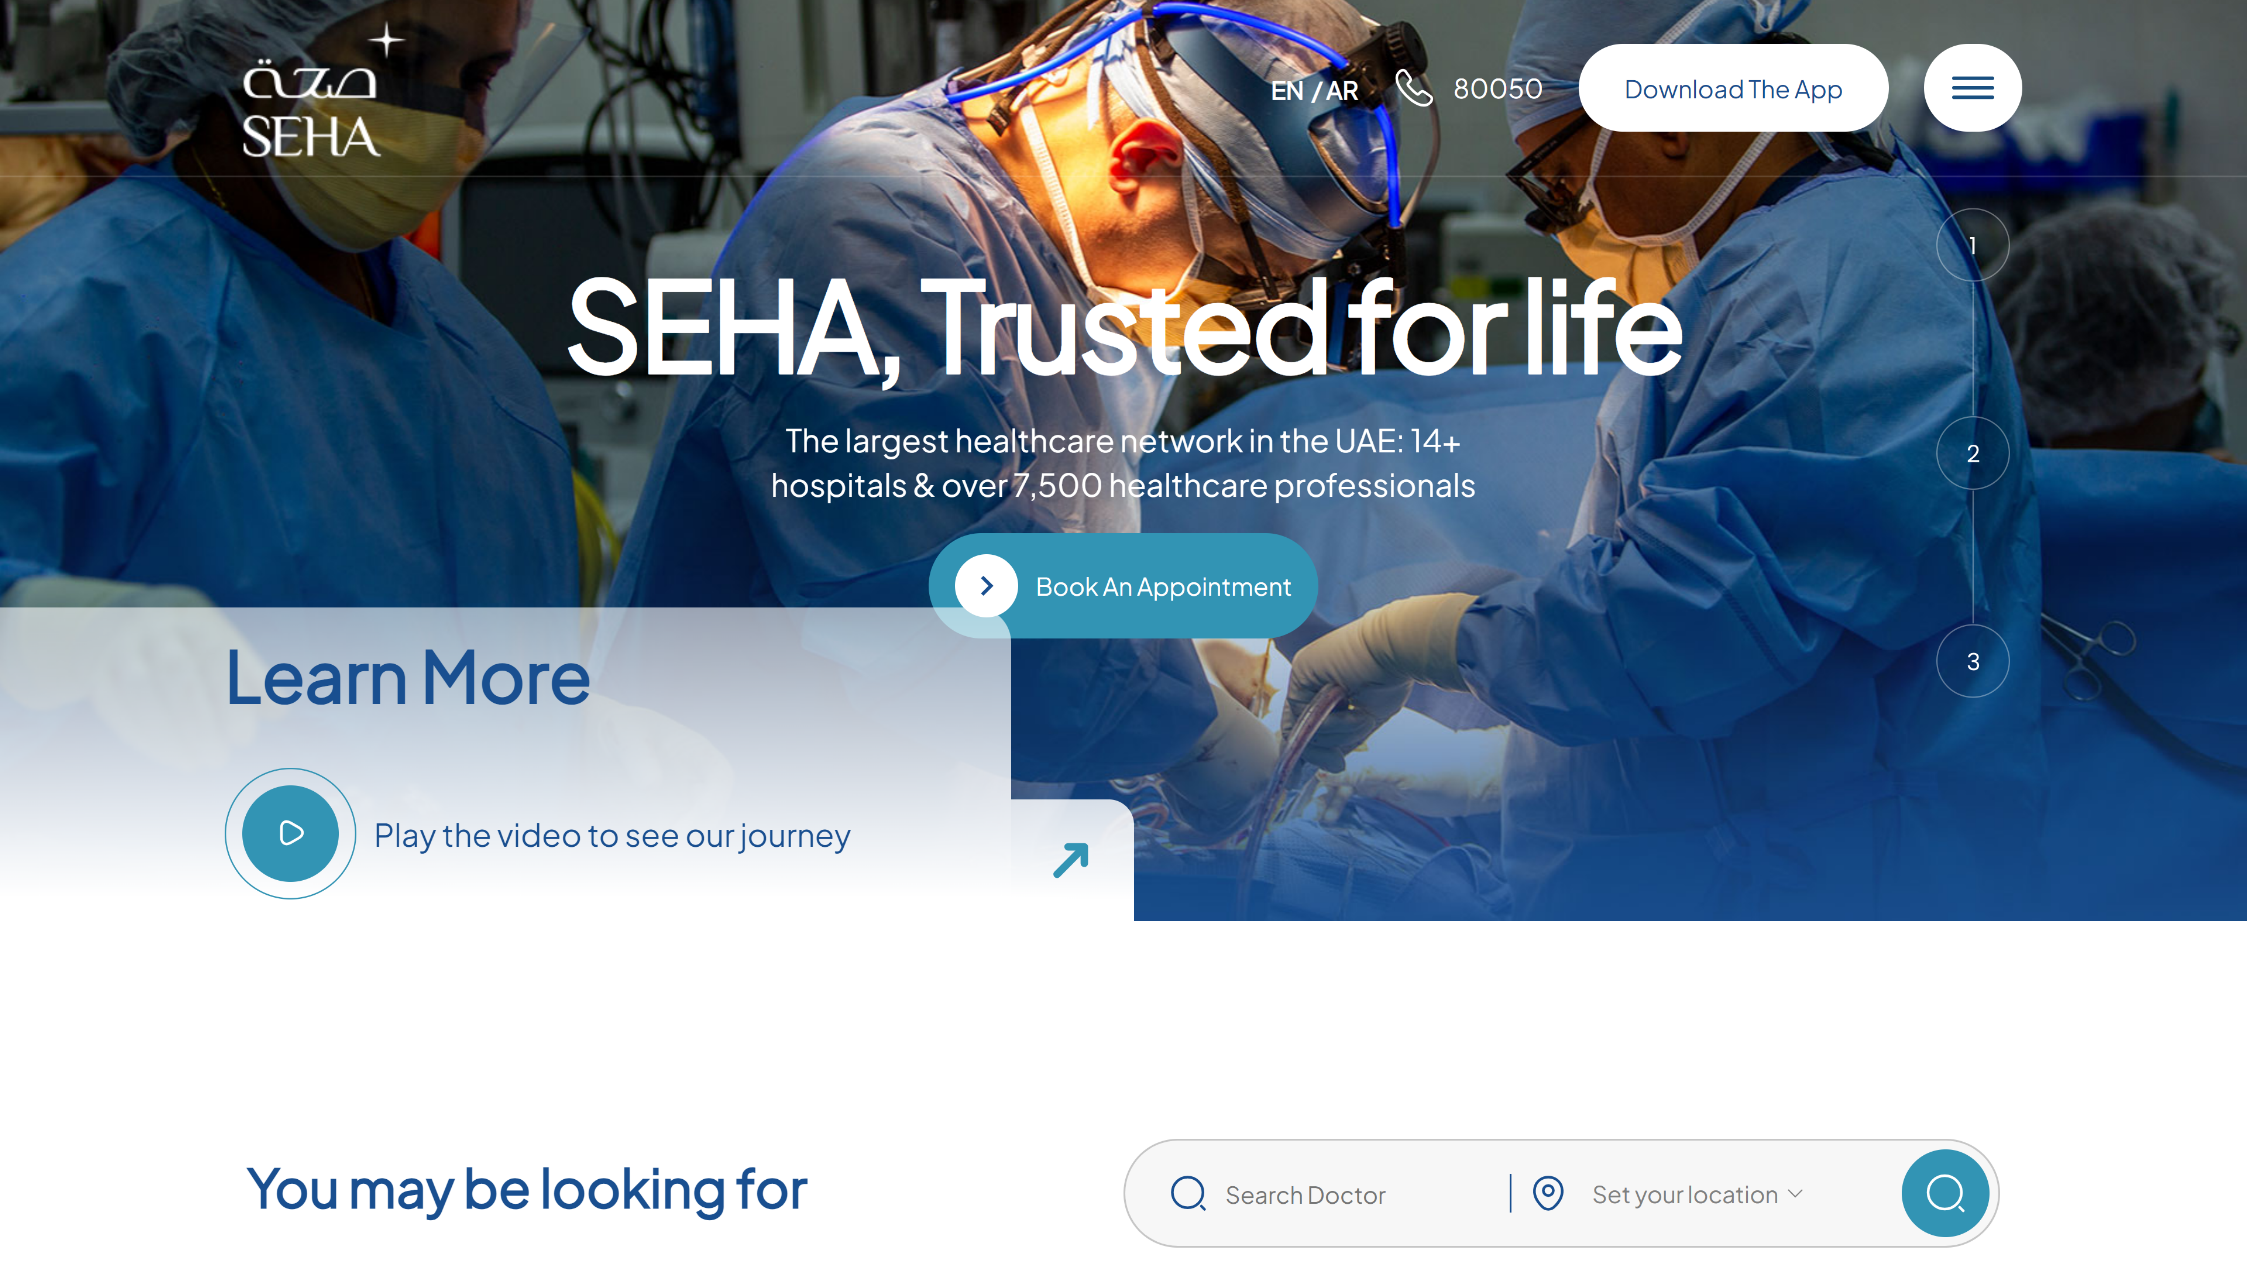 صحة
SEHA
EN / AR
80050
Download The App
SEHA, Trusted for life
The largest healthcare network in the UAE: 14+
hospitals & over 7,500 healthcare professionals
Book An Appointment
1
2
3
Learn More
Play the video to see our journey
You may be looking for
Search Doctor
Set your location